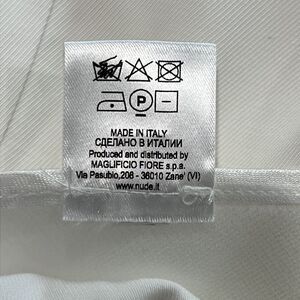 P
MADE IN ITALY
СДЕЛАНО В ИТАЛИИ
Produced and distributed by
MAGLIFICIO FIORE s.p.a.
Via Pasubio,208 - 36010 Zane' (VI)
www.nude.it